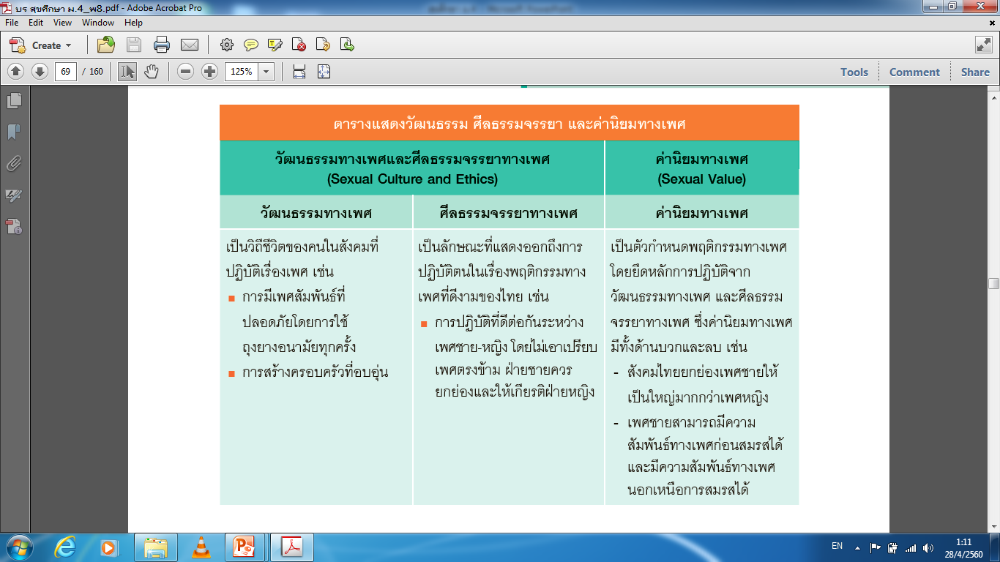 บร สุขศึกษา ม.4_พ8.pdf - Adobe Acrobat Pro
File Edit View Window Help
Create
69 / 160 125% Tools Comment Share
ตารางแสดงวัฒนธรรม ศีลธรรมจรรยา และค่านิยมทางเพศ
วัฒนธรรมทางเพศและศีลธรรมจรรยาทางเพศ
(Sexual Culture and Ethics)
ค่านิยมทางเพศ
(Sexual Value)
วัฒนธรรมทางเพศ
ศีลธรรมจรรยาทางเพศ
ค่านิยมทางเพศ
เป็นวิถีชีวิตของคนในสังคมที่
ปฏิบัติเรื่องเพศ เช่น
■ การมีเพศสัมพันธ์ที่
ปลอดภัยโดยการใช้
ถุงยางอนามัยทุกครั้ง
■ การสร้างครอบครัวที่อบอุ่น
เป็นลักษณะที่แสดงออกถึงการ
ปฏิบัติตนในเรื่องพฤติกรรมทาง
เพศที่ดีงามของไทย เช่น
■ การปฏิบัติที่ดีต่อกันระหว่าง
เพศชาย-หญิง โดยไม่เอาเปรียบ
เพศตรงข้าม ฝ่ายชายควร
ยกย่องและให้เกียรติฝ่ายหญิง
เป็นตัวกำหนดพฤติกรรมทางเพศ
โดยยึดหลักการปฏิบัติจาก
วัฒนธรรมทางเพศ และศีลธรรม
จรรยาทางเพศ ซึ่งค่านิยมทางเพศ
มีทั้งด้านบวกและลบ เช่น
- สังคมไทยยกย่องเพศชายให้
เป็นใหญ่มากกว่าเพศหญิง
- เพศชายสามารถมีความ
สัมพันธ์ทางเพศก่อนสมรสได้
และมีความสัมพันธ์ทางเพศ
นอกเหนือการสมรสได้
EN
1:11
28/4/2560